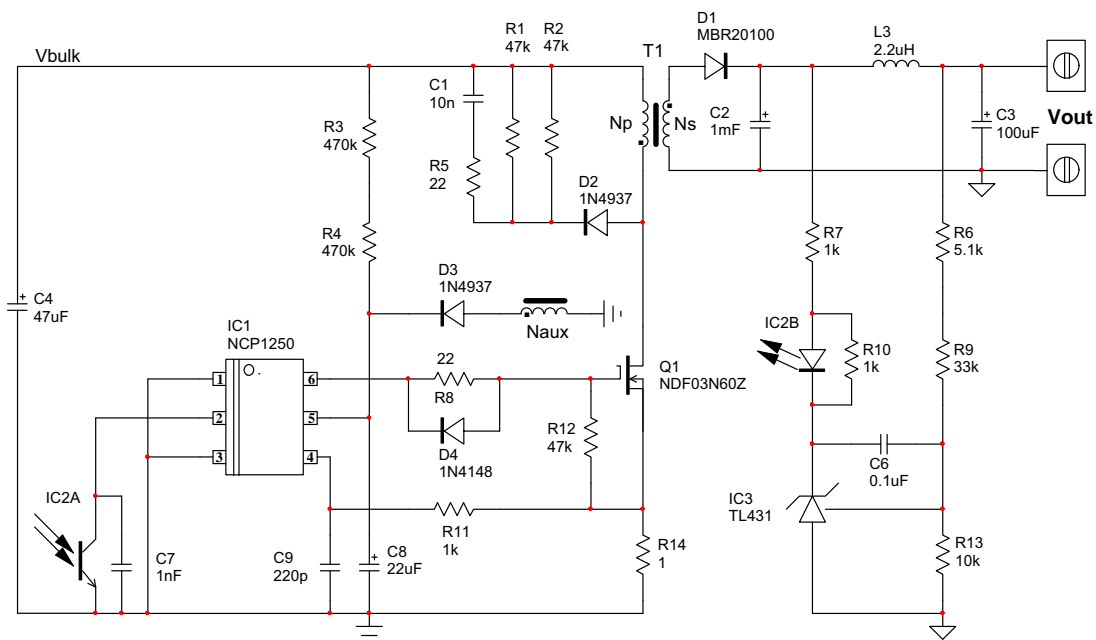 D1
MBR20100
R1
47k
R2
47k
L3
2.2uH
T1
Vbulk
C1
10n
R3
470k
Np
Ns
C2
1mF
C3
100uF
Vout
R5
22
D2
1N4937
R4
470k
R7
1k
R6
5.1k
D3
1N4937
Naux
C4
47uF
IC1
NCP1250
IC2B
R10
1k
R9
33k
22
R8
Q1
NDF03N60Z
1
2
3
6
5
4
D4
1N4148
R12
47k
C6
0.1uF
IC2A
IC3
TL431
R11
1k
C7
1nF
C9
220p
C8
22uF
R14
1
R13
10k